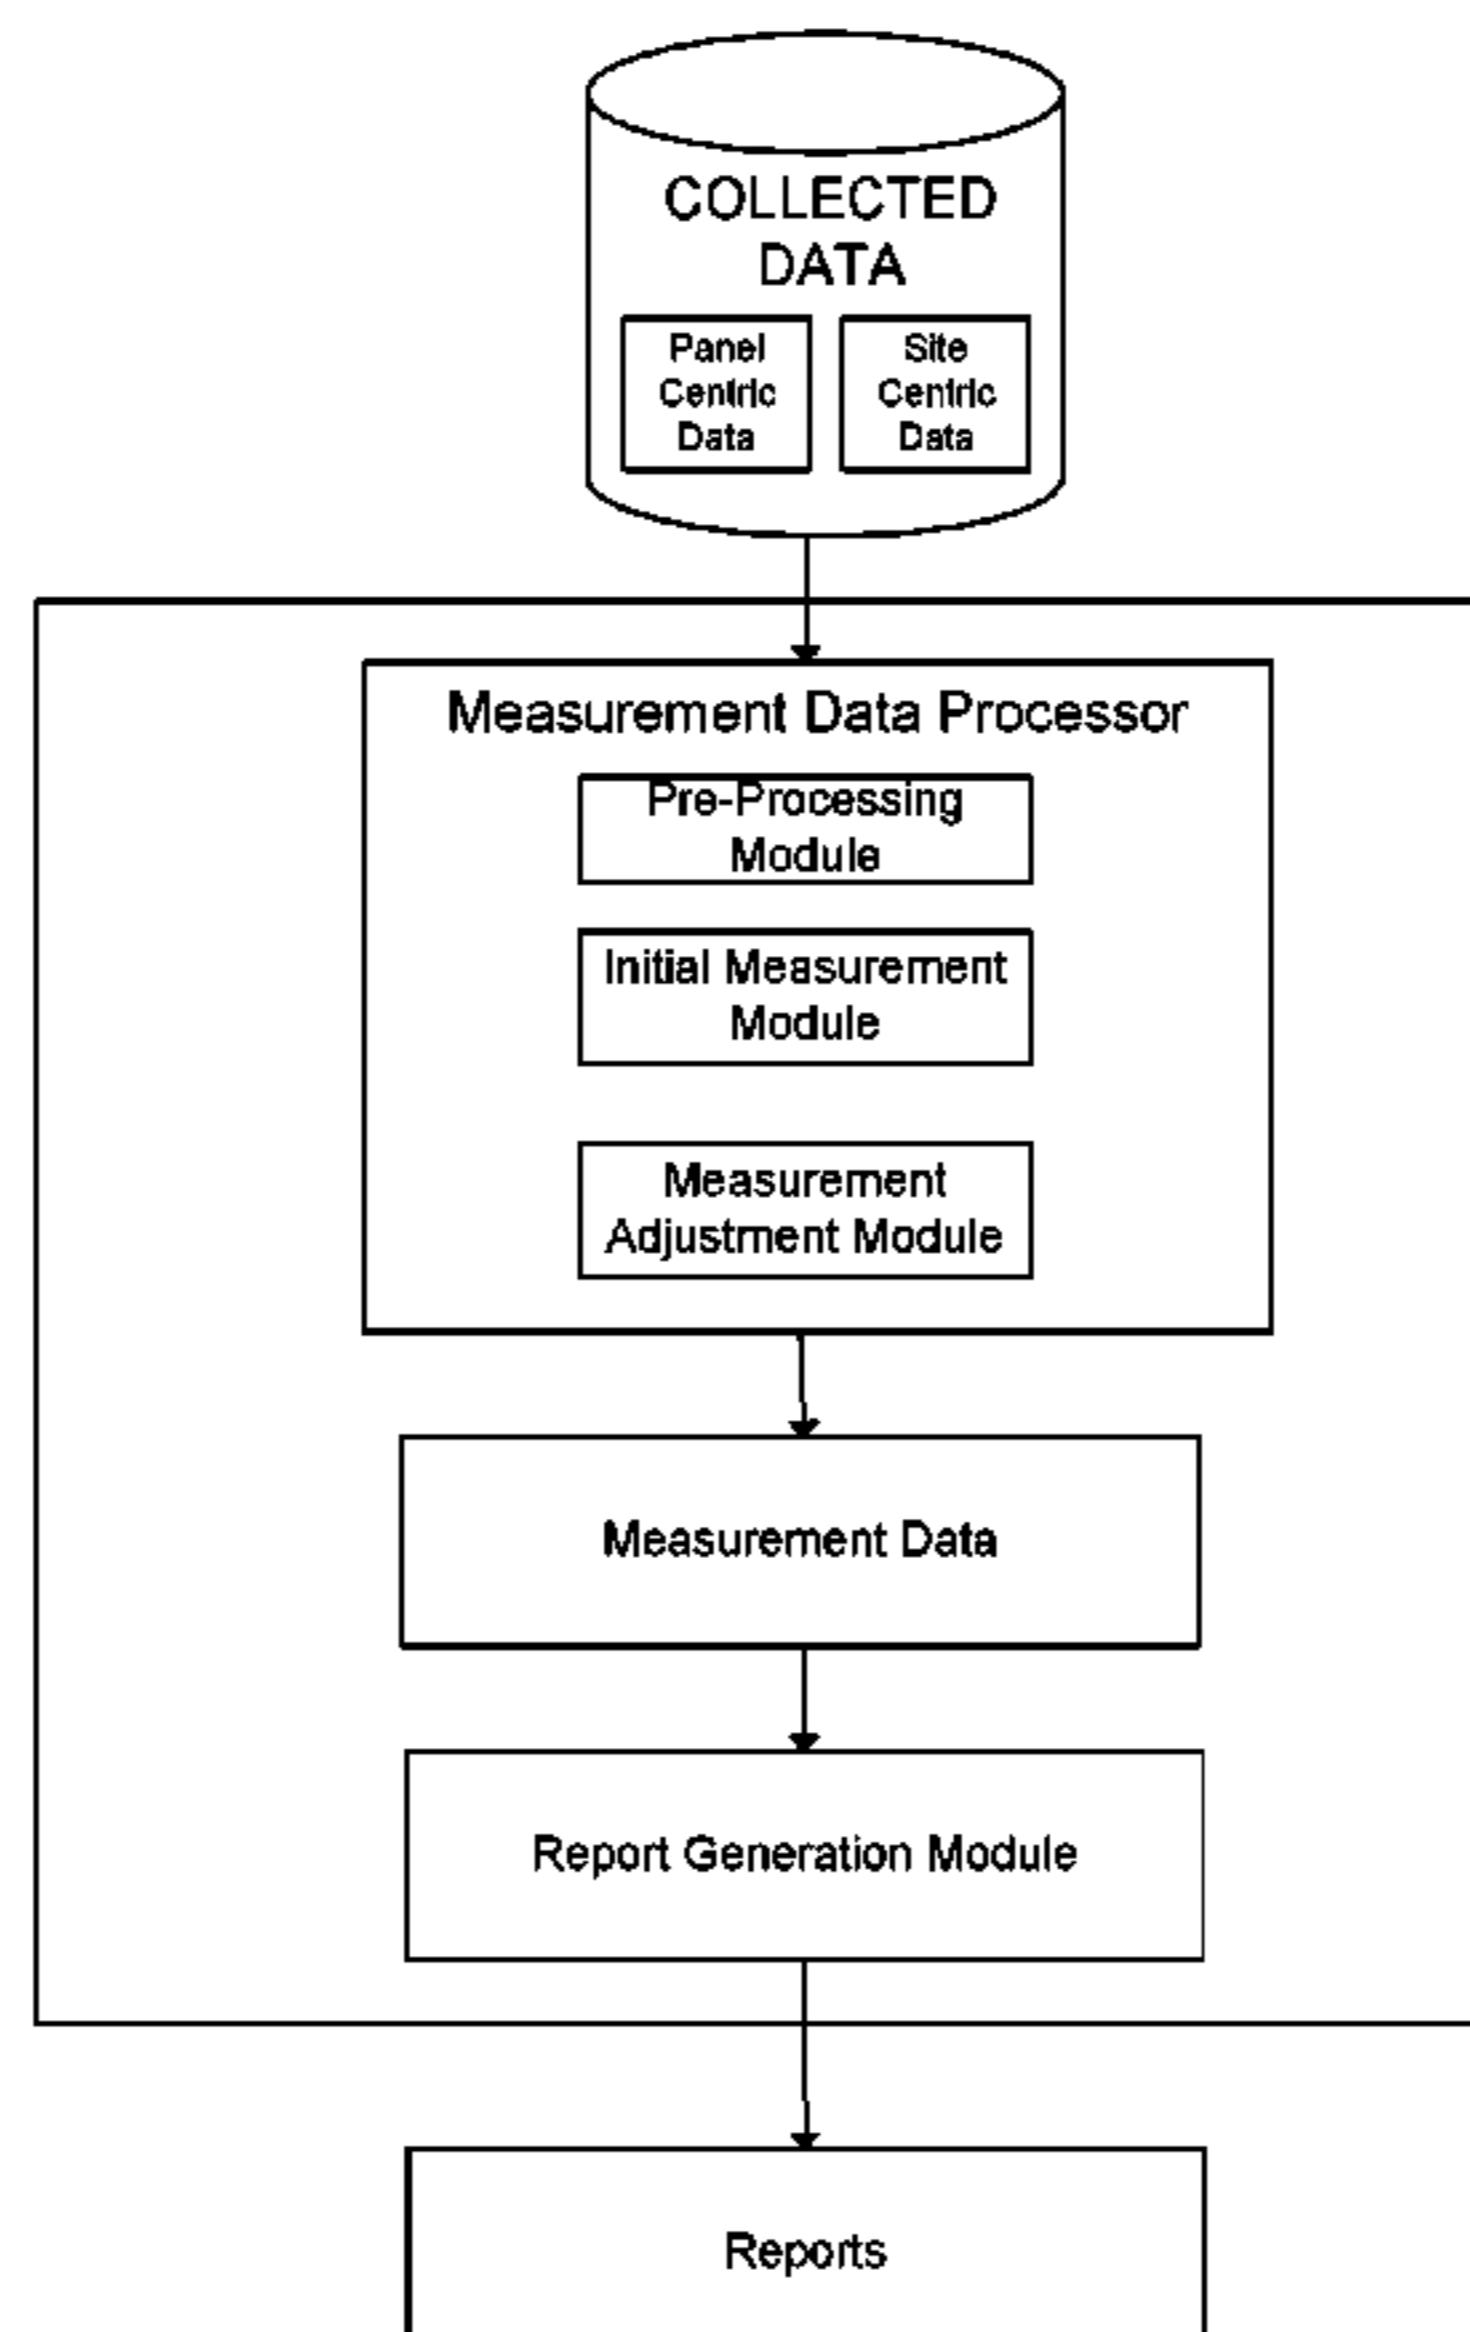 COLLECTED
DATA
Panel
Centric
Data
Site
Centric
Data
Measurement Data Processor
Pre-Processing
Module
Initial Measurement
Module
Measurement
Adjustment Module
Measurement Data
Report Generation Module
Reports